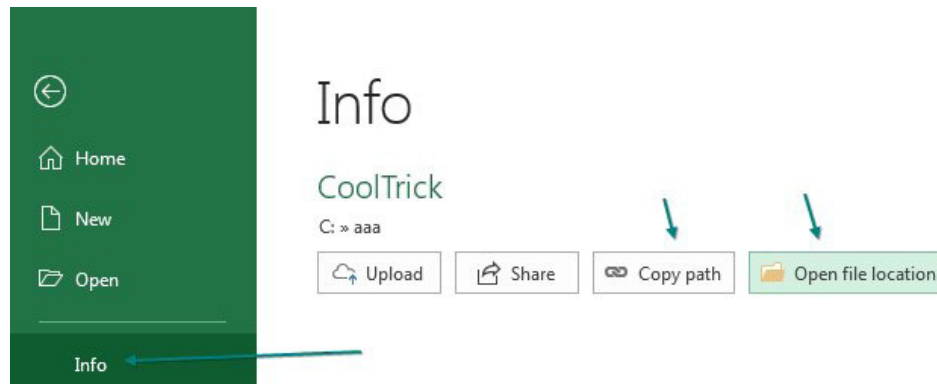 Home
New
Open
Info
Info
CoolTrick
C: » aaa
Upload Share Copy path Open file location